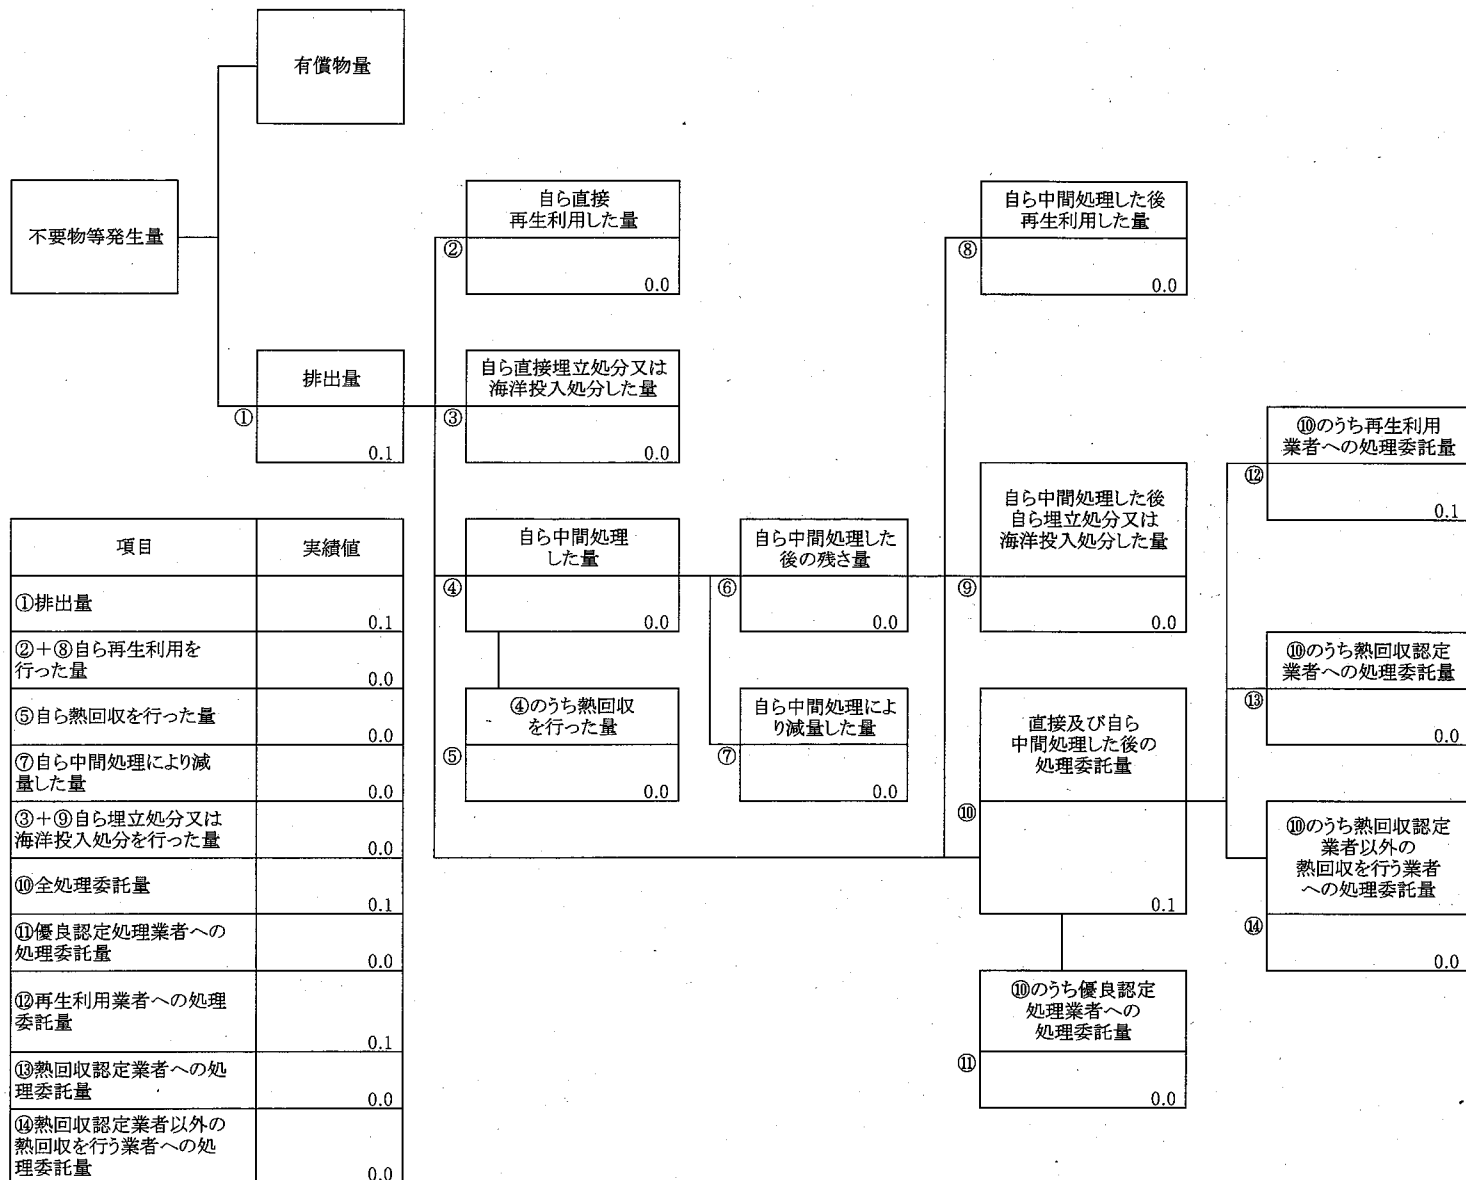 有償物量
不要物等発生量
自ら直接
再生利用した量
②
0.0
自ら中間処理した後
再生利用した量
⑧
0.0
排出量
①
0.1
自ら直接埋立処分又は
海洋投入処分した量
③
0.0
⑩のうち再生利用
業者への処理委託量
⑫
0.1
自ら中間処理
した量
④
0.0
自ら中間処理した
後の残さ量
⑥
0.0
自ら中間処理した後
自ら埋立処分又は
海洋投入処分した量
⑨
0.0
⑩のうち熱回収認定
業者への処理委託量
⑬
0.0
④のうち熱回収
を行った量
⑤
0.0
自ら中間処理によ
り減量した量
⑦
0.0
直接及び自ら
中間処理した後の
処理委託量
⑩
0.1
⑩のうち熱回収認定
業者以外の
熱回収を行う業者
への処理委託量
⑭
0.0
⑩のうち優良認定
処理業者への
処理委託量
⑪
0.0
項目 実績値
①排出量
0.1
②+⑧自ら再生利用を
行った量
0.0
⑤自ら熱回収を行った量
0.0
⑦自ら中間処理により減
量した量
0.0
③+⑨自ら埋立処分又は
海洋投入処分を行った量
0.0
⑩全処理委託量
0.1
⑪優良認定処理業者への
処理委託量
0.0
⑫再生利用業者への処理
委託量
0.1
⑬熱回収認定業者への処
理委託量
0.0
⑭熱回収認定業者以外の
熱回収を行う業者への処
理委託量
0.0